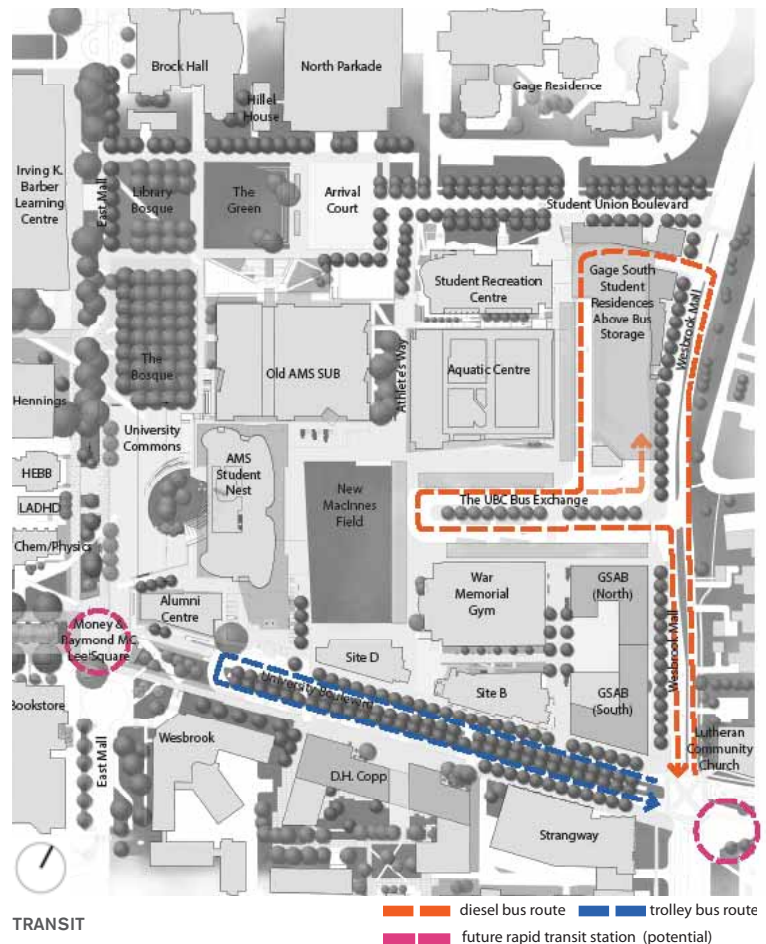 Brock Hall
North Parkade
Gage Residence
Hillel
House
Irving K.
Barber
Learning
Centre
East Mall
Library
Bosque
The
Green
Arrival
Court
Student Union Boulevard
Student Recreation
Centre
Gage South
Student
Residences
Above Bus
Storage
Wesbrook Mall
The
Bosque
Old AMS SUB
Athlete's Way
Aquatic Centre
Hennings
University
Commons
AMS
Student
Nest
HEBB
LADHD
Chem/Physics
New
MacInnes
Field
The UBC Bus Exchange
War
Memorial
Gym
GSAB
(North)
Alumni
Centre
Money &
Raymond M.C.
Lee Square
Site D
Wesbrook Mall
University Boulevard
Site B
GSAB
(South)
Bookstore
East Mall
Wesbrook
D.H. Copp
Lutheran
Community
Church
Strangway
TRANSIT
diesel bus route
trolley bus route
future rapid transit station (potential)